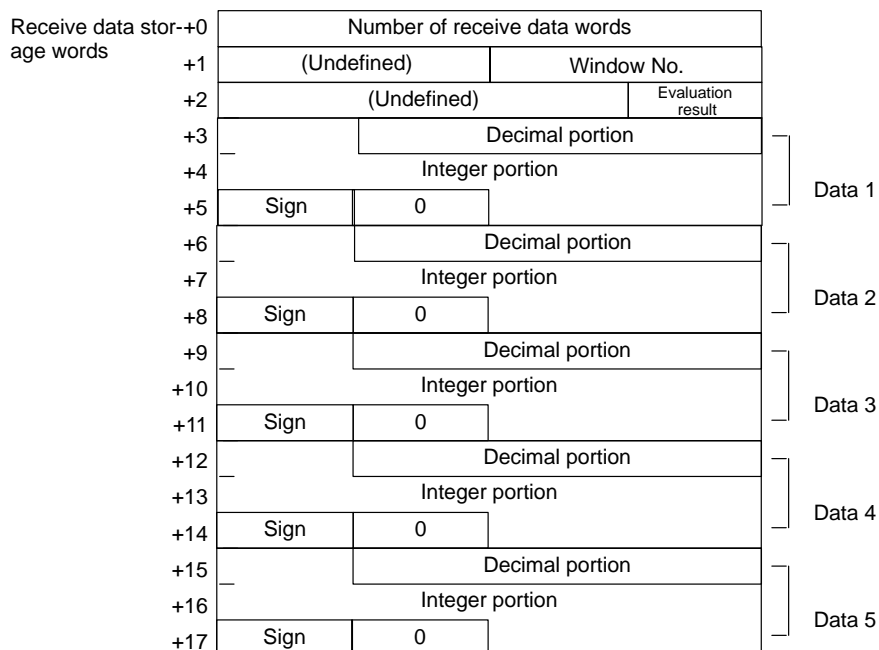 Receive data stor-
age words
+0 Number of receive data words
+1 (Undefined) Window No.
+2 (Undefined) Evaluation
result
+3 Decimal portion
+4 Integer portion
Data 1
+5 Sign 0
+6 Decimal portion
+7 Integer portion
Data 2
+8 Sign 0
+9 Decimal portion
+10 Integer portion
Data 3
+11 Sign 0
+12 Decimal portion
+13 Integer portion
Data 4
+14 Sign 0
+15 Decimal portion
+16 Integer portion
Data 5
+17 Sign 0